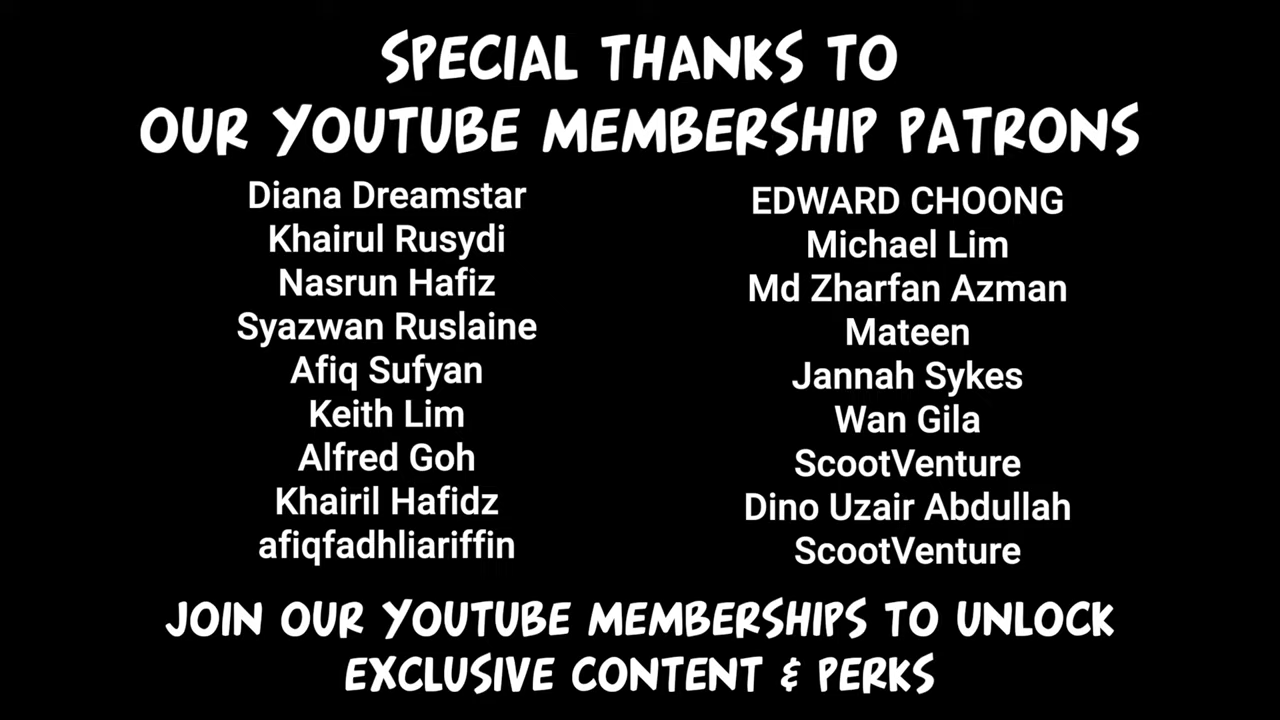 SPECIAL THANKS TO
OUR YOUTUBE MEMBERSHIP PATRONS
Diana Dreamstar
Khairul Rusydi
Nasrun Hafiz
Syazwan Ruslaine
Afiq Sufyan
Keith Lim
Alfred Goh
Khairil Hafidz
afiqfadhliariffin
EDWARD CHOONG
Michael Lim
Md Zharfan Azman
Mateen
Jannah Sykes
Wan Gila
ScootVenture
Dino Uzair Abdullah
ScootVenture
JOIN OUR YOUTUBE MEMBERSHIPS TO UNLOCK
EXCLUSIVE CONTENT & PERKS